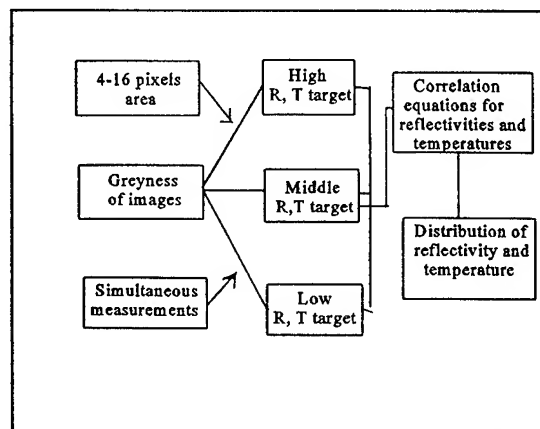 4-16 pixels
area
High
R, T target
Correlation
equations for
reflectivities and
temperatures
Greyness
of images
Middle
R,T target
Distribution of
reflectivity and
temperature
Simultaneous
measurements
Low
R, T target